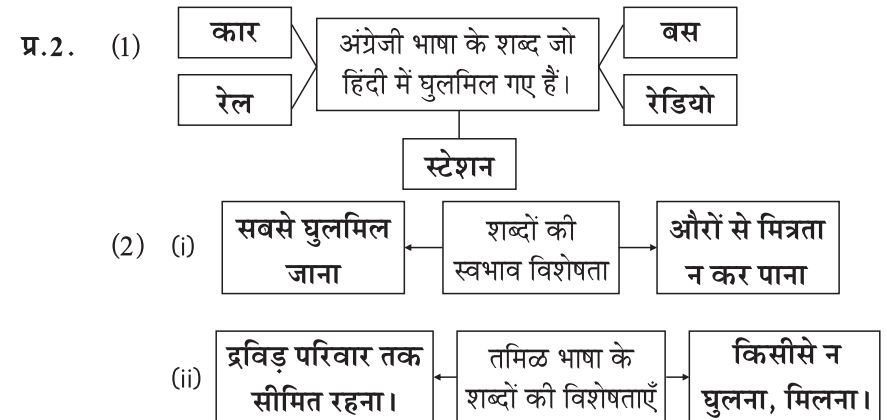 प्र.2. (1) कार
अंग्रेजी भाषा के शब्द जो
हिंदी में घुलमिल गए हैं।
बस
रेल
रेडियो
स्टेशन
(2) (i) सबसे घुलमिल
जाना
शब्दों की
स्वभाव विशेषता
औरों से मित्रता
न कर पाना
(ii) द्रविड़ परिवार तक
सीमित रहना।
तमिळ भाषा के
शब्दों की विशेषताएँ
किसीसे न
घुलना, मिलना।